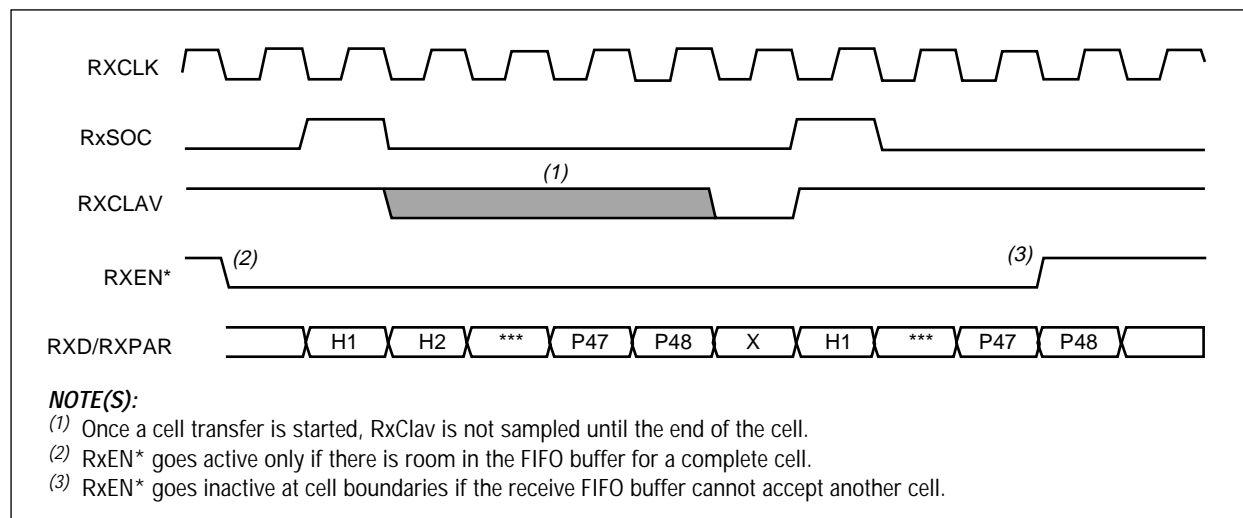 RXCLK
RxSOC
(1)
RXCLAV
(2)
(3)
RXEN*
RXD/RXPAR H1 H2 *** P47 P48 X H1 *** P47 P48
NOTE(S):
(1) Once a cell transfer is started, RxClav is not sampled until the end of the cell.
(2) RxEN* goes active only if there is room in the FIFO buffer for a complete cell.
(3) RxEN* goes inactive at cell boundaries if the receive FIFO buffer cannot accept another cell.